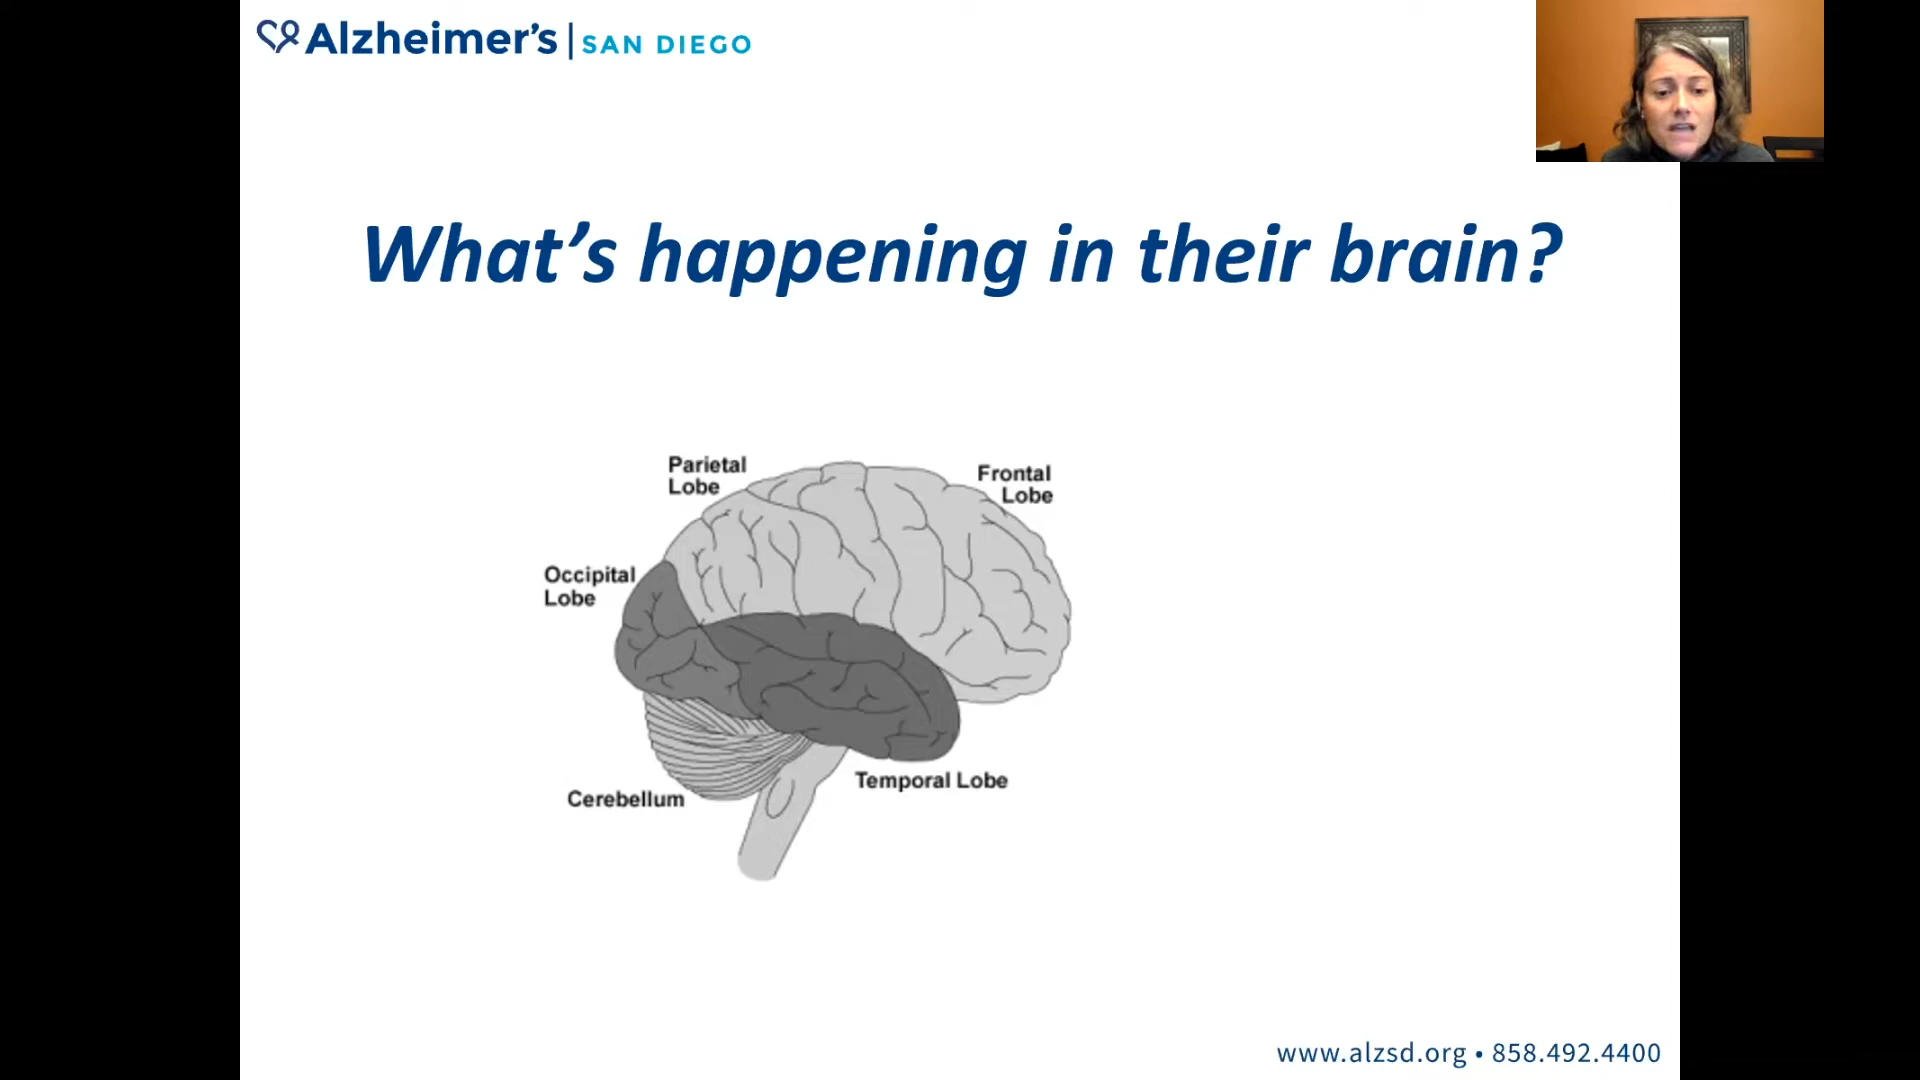 Alzheimer's | SAN DIEGO
What's happening in their brain?
Parietal
Lobe
Frontal
Lobe
Occipital
Lobe
Cerebellum
Temporal Lobe
www.alzsd.org • 858.492.4400